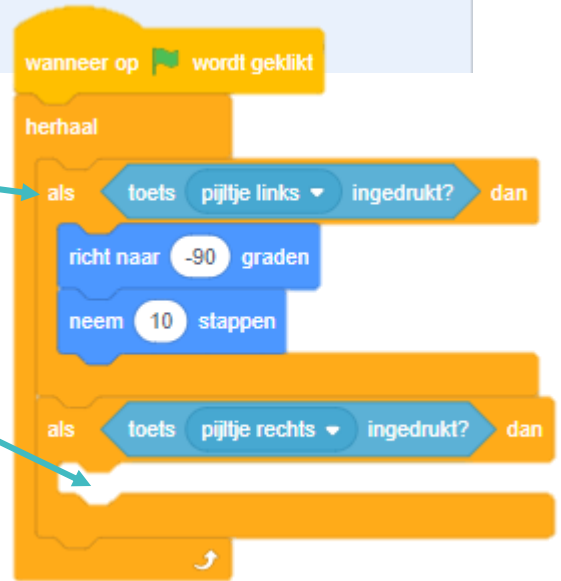 wanneer op wordt geklikt
herhaal
als toets pijltje links ingedrukt? dan
richt naar -90 graden
neem 10 stappen
als toets pijltje rechts ingedrukt? dan